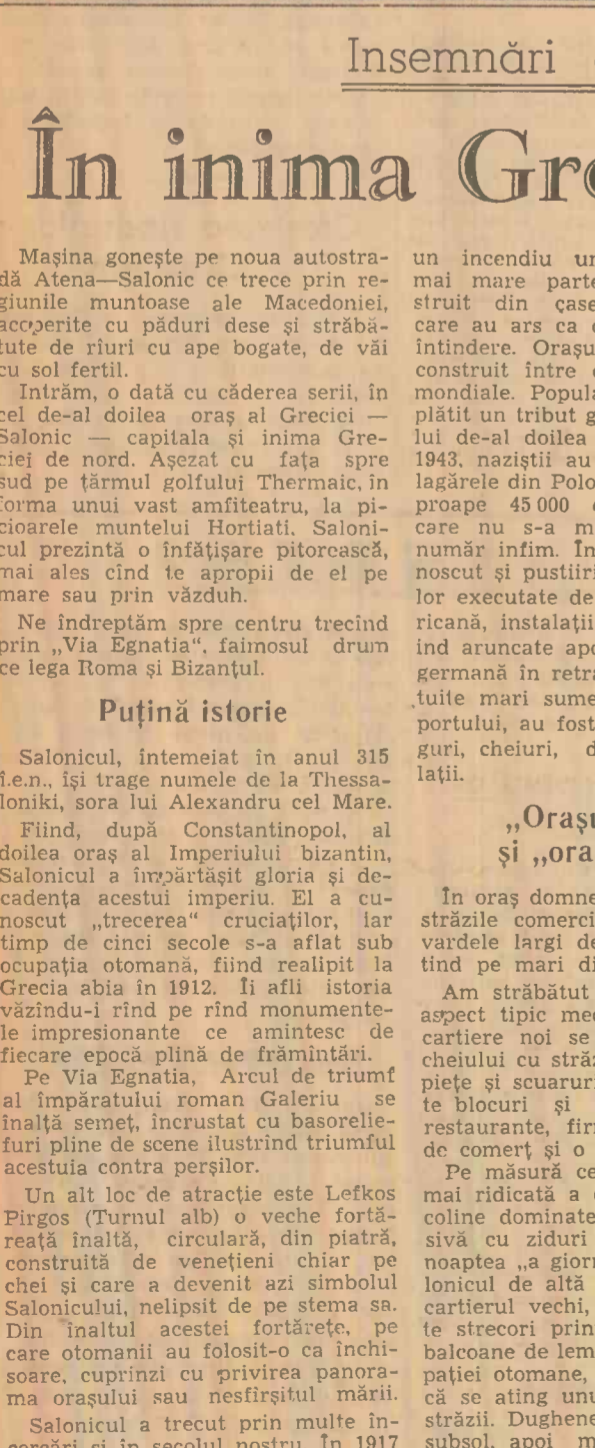 Insemnări
În inima Gre
Mașina gonește pe noua autostra-
dă Atena—Salonic ce trece prin re-
giunile muntoase ale Macedoniei,
acoperite cu păduri dese și străbă-
tute de rîuri cu ape bogate, de văi
cu sol fertil.
Intrăm, o dată cu căderea serii, în
cel de-al doilea oraș al Greciei —
Salonic — capitala și inima Gre-
ciei de nord. Așezat cu fața spre
sud pe țărmul golfului Thermaic, în
forma unui vast amfiteatru, la pi-
cioarele muntelui Hortiati, Saloni-
cul prezintă o înfățișare pitorească,
mai ales cînd te apropii de el pe
mare sau prin văzduh.
Ne îndreptăm spre centru trecînd
prin „Via Egnatia“, faimosul drum
ce lega Roma și Bizanțul.
Puțină istorie
Salonicul, întemeiat în anul 315
î.e.n., își trage numele de la Thessa-
loniki, sora lui Alexandru cel Mare.
Fiind, după Constantinopol, al
doilea oraș al Imperiului bizantin,
Salonicul a împărtășit gloria și de-
cadența acestui imperiu. El a cu-
noscut „trecerea“ cruciaților, iar
timp de cinci secole s-a aflat sub
ocupația otomană, fiind realipit la
Grecia abia în 1912. Îi afli istoria
văzîndu-i rînd pe rînd monumente-
le impresionante ce amintesc de
fiecare epocă plină de frămîntări.
Pe Via Egnatia, Arcul de triumf
al împăratului roman Galeriu se
înalță semeț, încrustat cu basorelie-
furi pline de scene ilustrînd triumful
acestuia contra perșilor.
Un alt loc de atracție este Lefkos
Pirgos (Turnul alb) o veche fortă-
reață înaltă, circulară, din piatră,
construită de venețieni chiar pe
chei și care a devenit azi simbolul
Salonicului, nelipsit de pe stema sa.
Din înaltul acestei fortărețe, pe
care otomanii au folosit-o ca închi-
soare, cuprinzi cu privirea panora-
ma orașului sau nesfîrșitul mării.
Salonicul a trecut prin multe în-
cercări și în secolul nostru. În 1917
un incendiu
mai mare parte
struit din case
care au ars ca
întindere. Orașu
construit între
mondiale. Popula
plătit un tribut g
lui de-al doilea
1943, naziștii au
lagărele din Polo
proape 45 000
care nu s-a m
număr infim. În
noscut și pustiiri
lor executate de
ricană, instalații
ind aruncate apo
germană în retra
tuite mari sume
portului, au fost
guri, cheiuri, d
lații.
„Orașu
și „ora
În oraș domne
străzile comerci
vardele largi de
tind pe mari di
Am străbătut
aspect tipic med
cartiere noi se
cheiului cu stră
piețe și scuaruri
te blocuri și
restaurante, fir
de comerț și o
Pe măsură ce
mai ridicată a
coline dominate
sivă cu ziduri
noaptea „a giorn
lonicul de altă
cartierul vechi,
te strecori prin
balcoane de lem
pației otomane,
că se ating unu
străzii. Dughene
subsol, apoi m